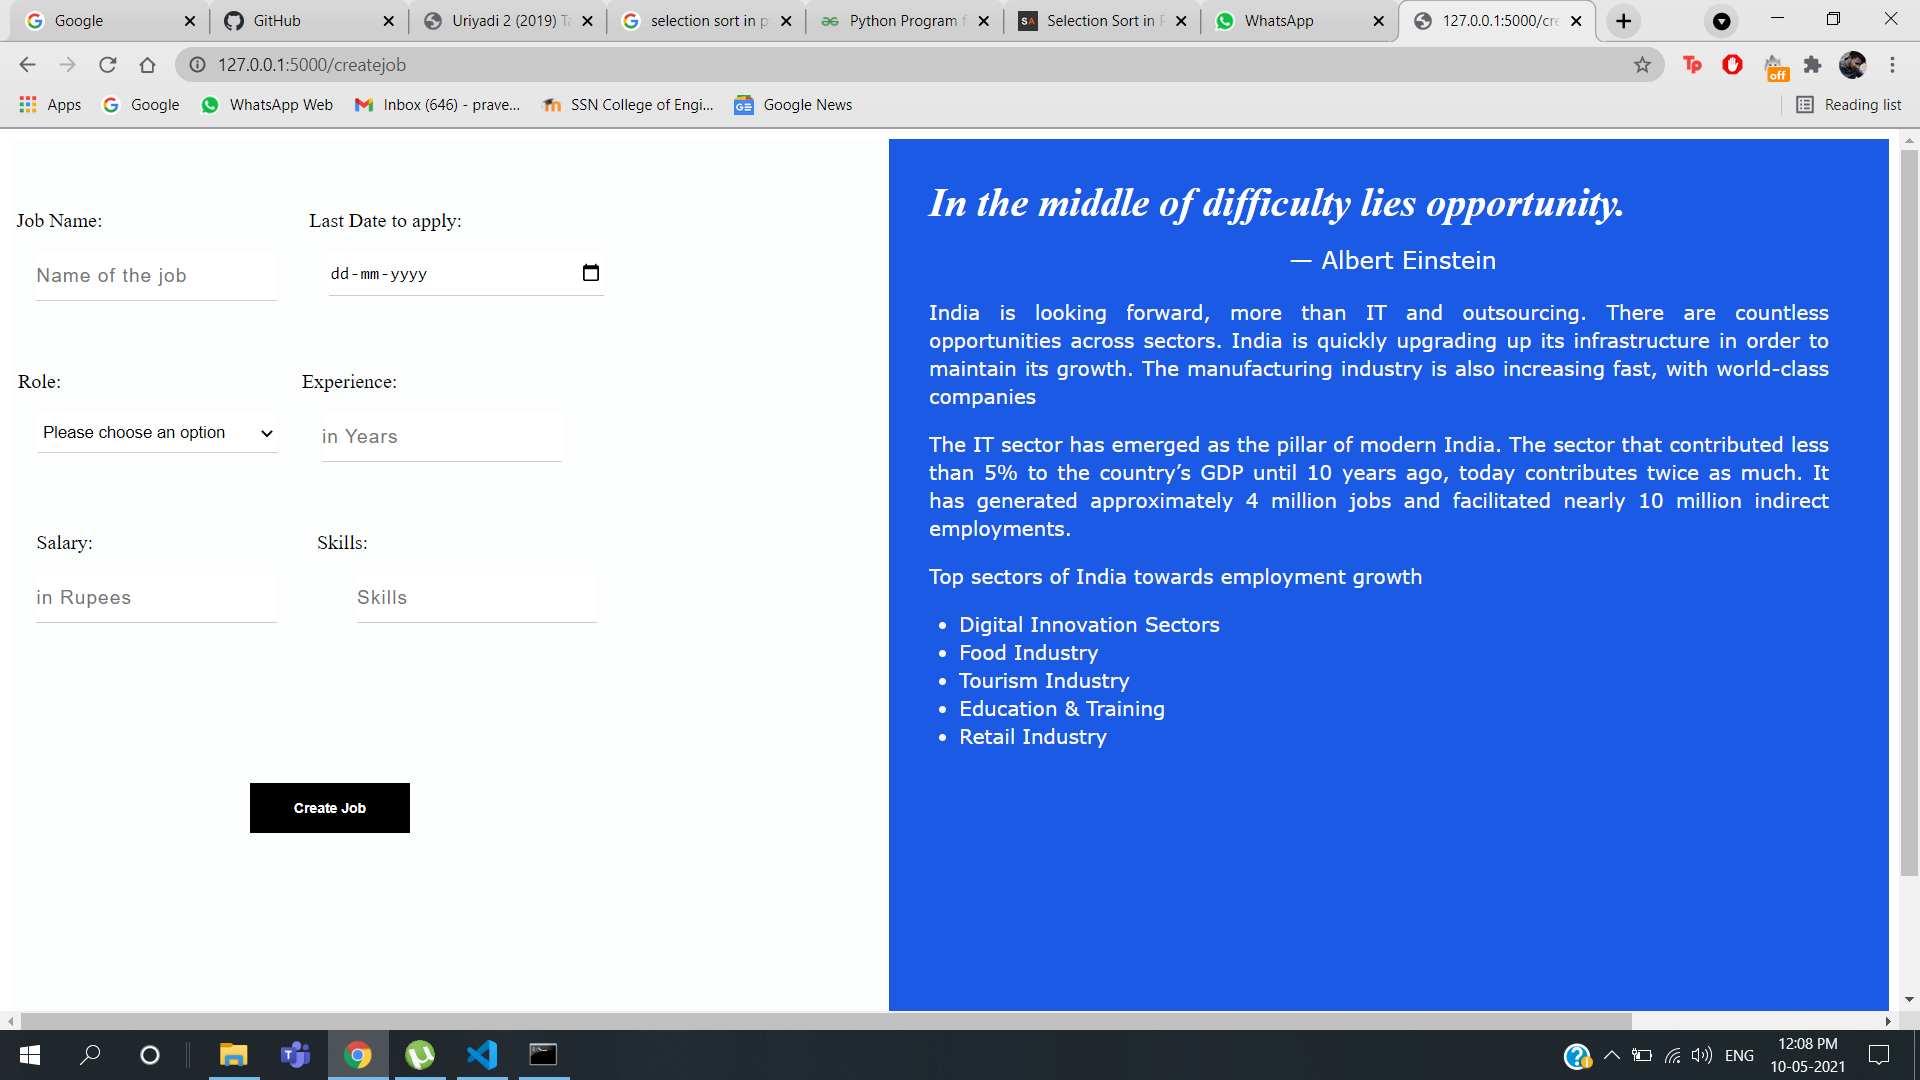 Google
GitHub
Uriyadi 2 (2019) Ta
selection sort in p
Python Program f
Selection Sort in P
WhatsApp
127.0.0.1:5000/cre
127.0.0.1:5000/createjob
Tp
off
Apps
Google
WhatsApp Web
Inbox (646) - prave...
SSN College of Engi...
Google News
Reading list
Job Name:
Last Date to apply:
Name of the job
dd-mm-yyyy
Role:
Experience:
Please choose an option
in Years
Salary:
Skills:
in Rupees
Skills
Create Job
In the middle of difficulty lies opportunity.
— Albert Einstein
India is looking forward, more than IT and outsourcing. There are countless
opportunities across sectors. India is quickly upgrading up its infrastructure in order to
maintain its growth. The manufacturing industry is also increasing fast, with world-class
companies
The IT sector has emerged as the pillar of modern India. The sector that contributed less
than 5% to the country’s GDP until 10 years ago, today contributes twice as much. It
has generated approximately 4 million jobs and facilitated nearly 10 million indirect
employments.
Top sectors of India towards employment growth
• Digital Innovation Sectors
• Food Industry
• Tourism Industry
• Education & Training
• Retail Industry
ENG
12:08 PM
10-05-2021